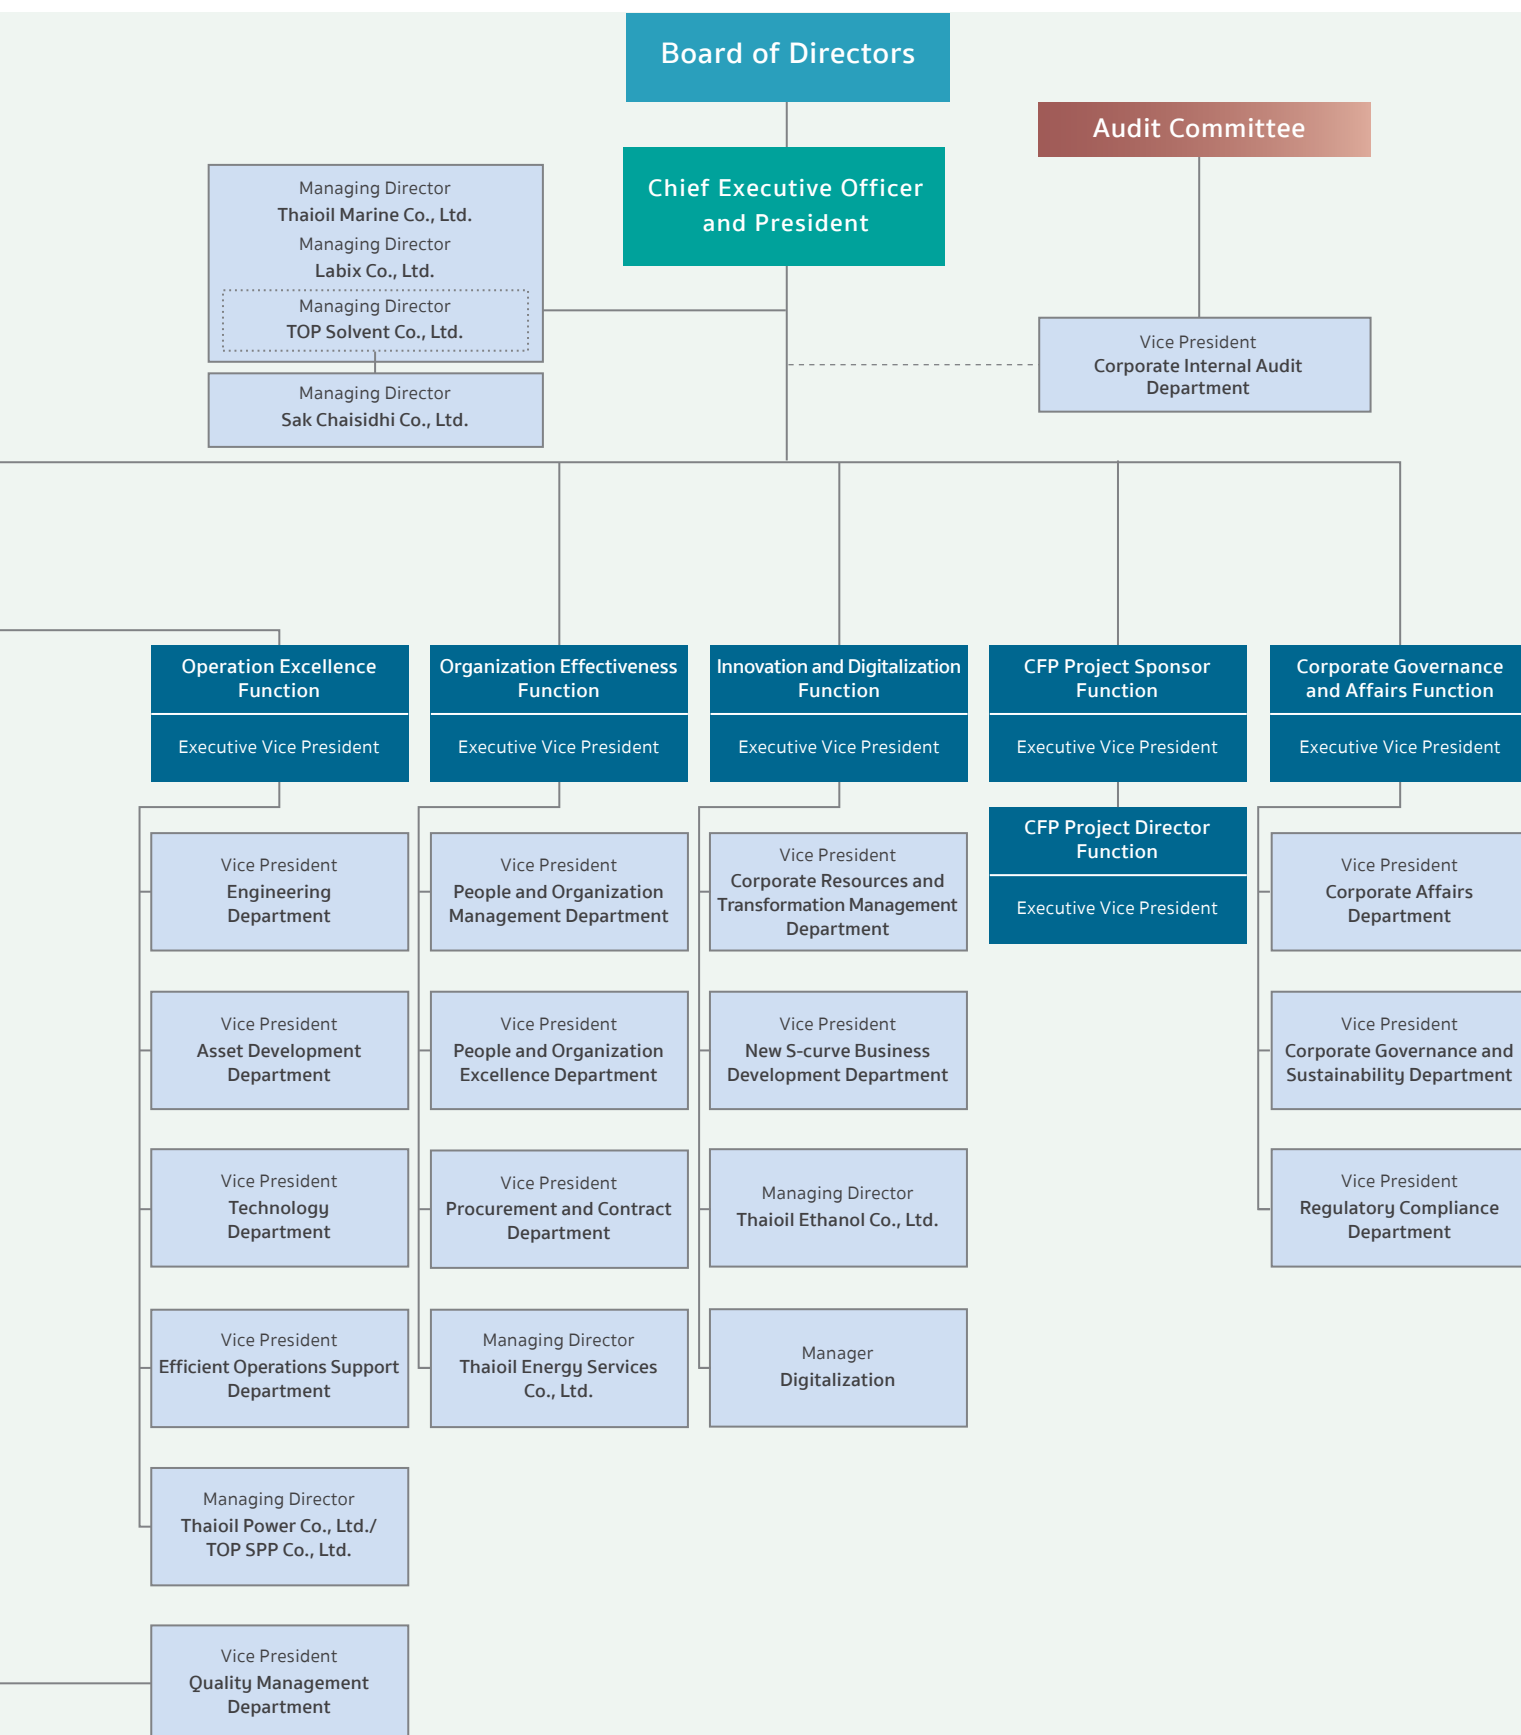 Board of Directors
Audit Committee
Chief Executive Officer
and President
Managing Director
Thaioil Marine Co., Ltd.
Managing Director
Labix Co., Ltd.
Managing Director
TOP Solvent Co., Ltd.
Managing Director
Sak Chaisidhi Co., Ltd.
Vice President
Corporate Internal Audit
Department
Operation Excellence
Function
Executive Vice President
Vice President
Engineering
Department
Vice President
Asset Development
Department
Vice President
Technology
Department
Vice President
Efficient Operations Support
Department
Managing Director
Thaioil Power Co., Ltd./
TOP SPP Co., Ltd.
Vice President
Quality Management
Department
Organization Effectiveness
Function
Executive Vice President
Vice President
People and Organization
Management Department
Vice President
People and Organization
Excellence Department
Vice President
Procurement and Contract
Department
Managing Director
Thaioil Energy Services
Co., Ltd.
Innovation and Digitalization
Function
Executive Vice President
Vice President
Corporate Resources and
Transformation Management
Department
Vice President
New S-curve Business
Development Department
Managing Director
Thaioil Ethanol Co., Ltd.
Manager
Digitalization
CFP Project Sponsor
Function
Executive Vice President
CFP Project Director
Function
Executive Vice President
Corporate Governance
and Affairs Function
Executive Vice President
Vice President
Corporate Affairs
Department
Vice President
Corporate Governance and
Sustainability Department
Vice President
Regulatory Compliance
Department